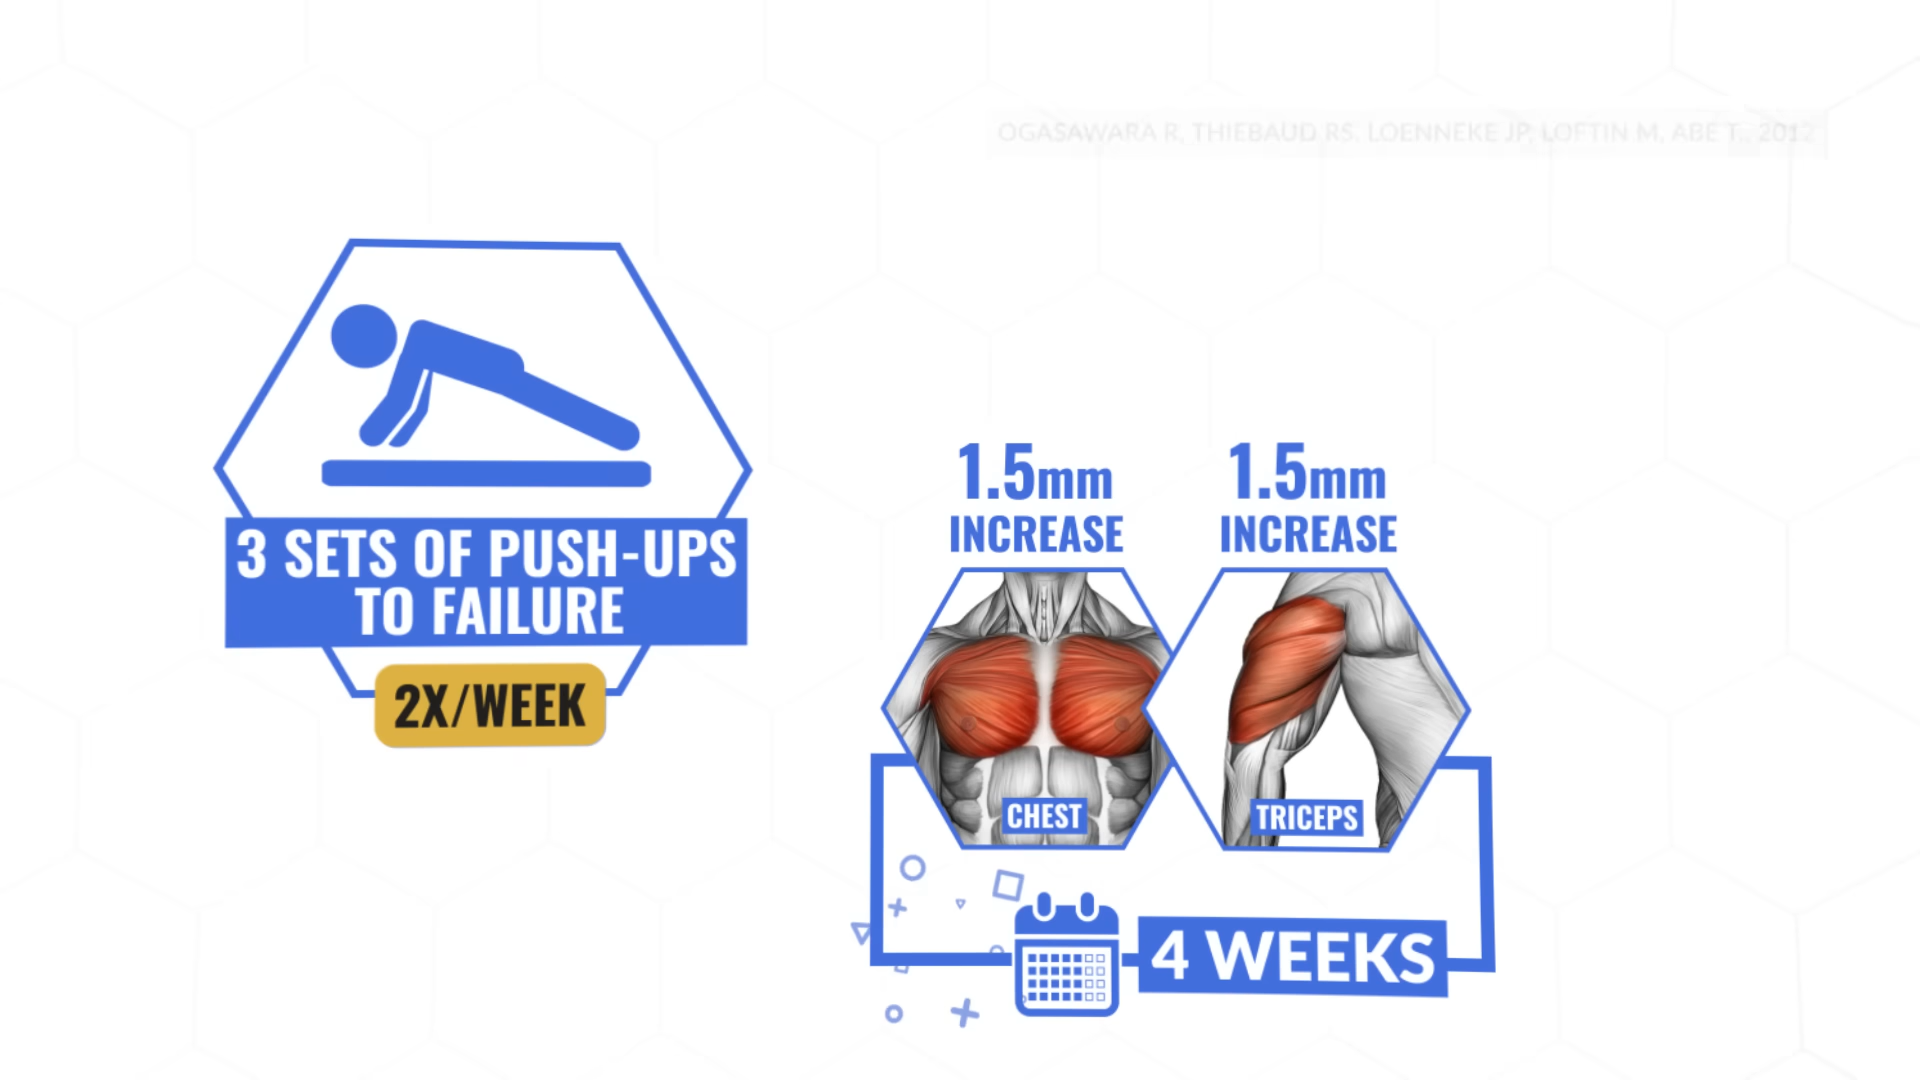 OGASAWARA R, THIEBAUD RS, LOENNEKE JP, LOFTIN M, ABE T., 2012
3 SETS OF PUSH-UPS
TO FAILURE
2X/WEEK
1.5mm
INCREASE
1.5mm
INCREASE
CHEST
TRICEPS
4 WEEKS